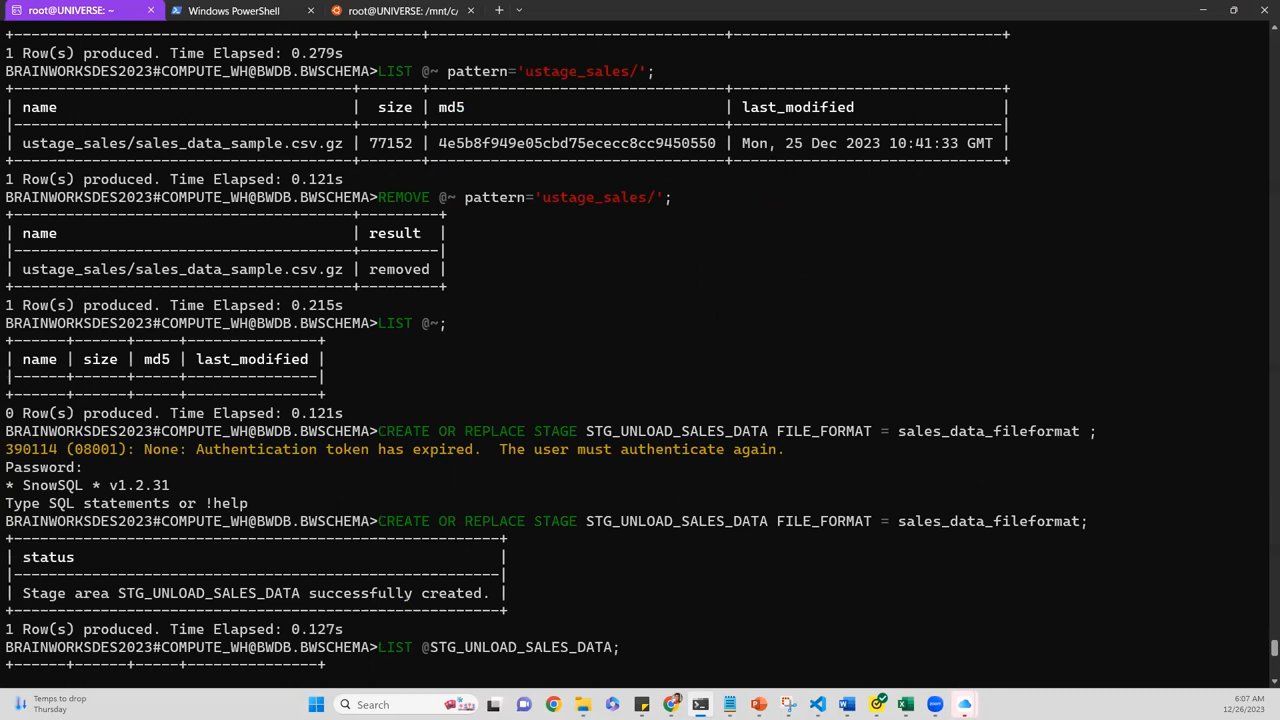 root@UNIVERSE: ~
Windows PowerShell
root@UNIVERSE: /mnt/c/
+----------------------------------------+-------+----------------------------------+-------------------------------+
1 Row(s) produced. Time Elapsed: 0.279s
BRAINWORKSDES2023#COMPUTE_WH@BWDB.BWSCHEMA>LIST @~ pattern='ustage_sales/';
+----------------------------------------+-------+----------------------------------+-------------------------------+
| name | size | md5 | last_modified |
|----------------------------------------+-------+----------------------------------+-------------------------------|
| ustage_sales/sales_data_sample.csv.gz | 77152 | 4e5b8f949e05cbd75ececc8cc9450550 | Mon, 25 Dec 2023 10:41:33 GMT |
+----------------------------------------+-------+----------------------------------+-------------------------------+
1 Row(s) produced. Time Elapsed: 0.121s
BRAINWORKSDES2023#COMPUTE_WH@BWDB.BWSCHEMA>REMOVE @~ pattern='ustage_sales/';
+----------------------------------------+---------+
| name | result |
|----------------------------------------+---------|
| ustage_sales/sales_data_sample.csv.gz | removed |
+----------------------------------------+---------+
1 Row(s) produced. Time Elapsed: 0.215s
BRAINWORKSDES2023#COMPUTE_WH@BWDB.BWSCHEMA>LIST @~;
+------+------+-----+---------------+
| name | size | md5 | last_modified |
|------+------+-----+---------------|
+------+------+-----+---------------+
0 Row(s) produced. Time Elapsed: 0.121s
BRAINWORKSDES2023#COMPUTE_WH@BWDB.BWSCHEMA>CREATE OR REPLACE STAGE STG_UNLOAD_SALES_DATA FILE_FORMAT = sales_data_fileformat ;
390114 (08001): None: Authentication token has expired.  The user must authenticate again.
Password:
* SnowSQL * v1.2.31
Type SQL statements or !help
BRAINWORKSDES2023#COMPUTE_WH@BWDB.BWSCHEMA>CREATE OR REPLACE STAGE STG_UNLOAD_SALES_DATA FILE_FORMAT = sales_data_fileformat;
+--------------------------------------------------------+
| status |
|--------------------------------------------------------|
| Stage area STG_UNLOAD_SALES_DATA successfully created. |
+--------------------------------------------------------+
1 Row(s) produced. Time Elapsed: 0.127s
BRAINWORKSDES2023#COMPUTE_WH@BWDB.BWSCHEMA>LIST @STG_UNLOAD_SALES_DATA;
+------+------+-----+---------------+
Temps to drop
Thursday
Search
6:07 AM
12/26/2023